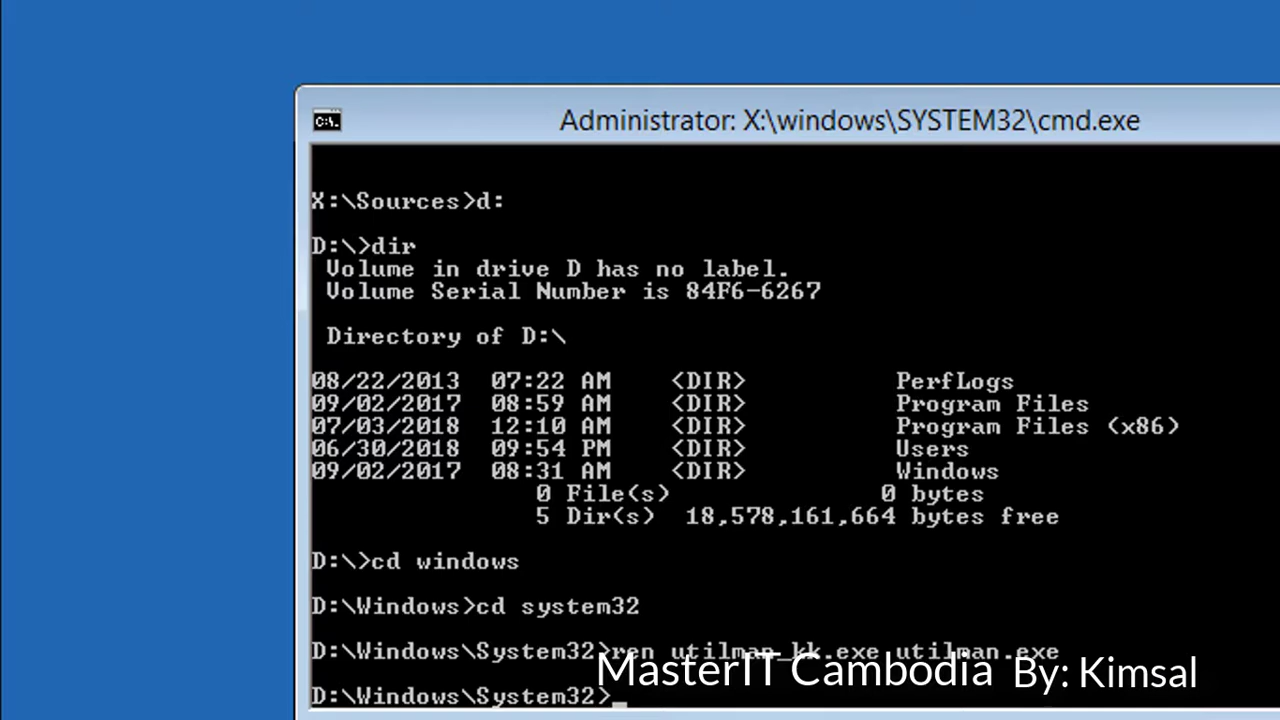 Administrator: X:\windows\SYSTEM32\cmd.exe
X:\Sources>d:
D:\>dir
Volume in drive D has no label.
Volume Serial Number is 84F6-6267
Directory of D:\
08/22/2013 07:22 AM <DIR> PerfLogs
09/02/2017 08:59 AM <DIR> Program Files
07/03/2018 12:10 AM <DIR> Program Files (x86)
06/30/2018 09:54 PM <DIR> Users
09/02/2017 08:31 AM <DIR> Windows
0 File(s) 0 bytes
5 Dir(s) 18,578,161,664 bytes free
D:\>cd windows
D:\Windows>cd system32
D:\Windows\System32>ren utilman_kk.exe utilman.exe
MasterIT Cambodia By: Kimsal
D:\Windows\System32>